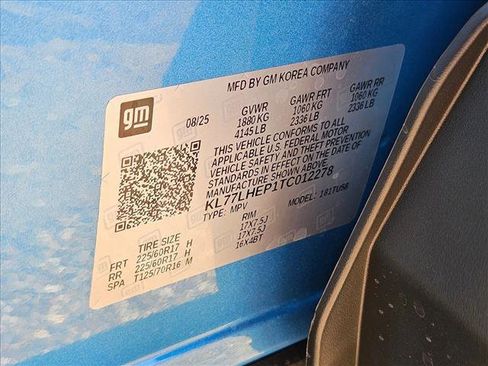 MFD BY GM KOREA COMPANY
gm
08/25 GVWR GAWR FRT GAWR RR
1880 KG 1060 KG 1060 KG
4145 LB 2336 LB 2336 LB
THIS VEHICLE CONFORMS TO ALL
APPLICABLE U.S. FEDERAL MOTOR
VEHICLE SAFETY AND THEFT
PREVENTION STANDARDS IN
EFFECT ON THE DATE OF
MANUFACTURE SHOWN ABOVE.
KL77LHEP1TC012278
TYPE: MPV MODEL: 1S1TU58
TIRE SIZE RIM
FRT 225/60R17 H 17X7.5J
RR 225/60R17 H 17X7.5J
SPA T125/70R16 M 16X4BT